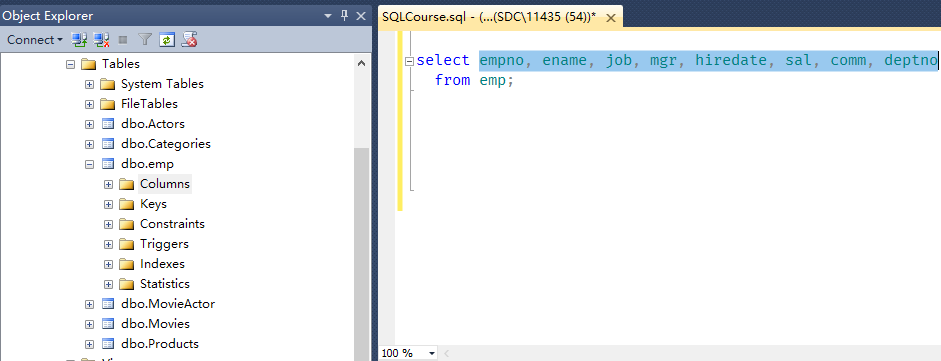 Object Explorer
Connect
Tables
System Tables
FileTables
dbo.Actors
dbo.Categories
dbo.emp
Columns
Keys
Constraints
Triggers
Indexes
Statistics
dbo.MovieActor
dbo.Movies
dbo.Products
SQLCourse.sql - (...(SDC\11435 (54))*
select empno, ename, job, mgr, hiredate, sal, comm, deptno
from emp;
100 %